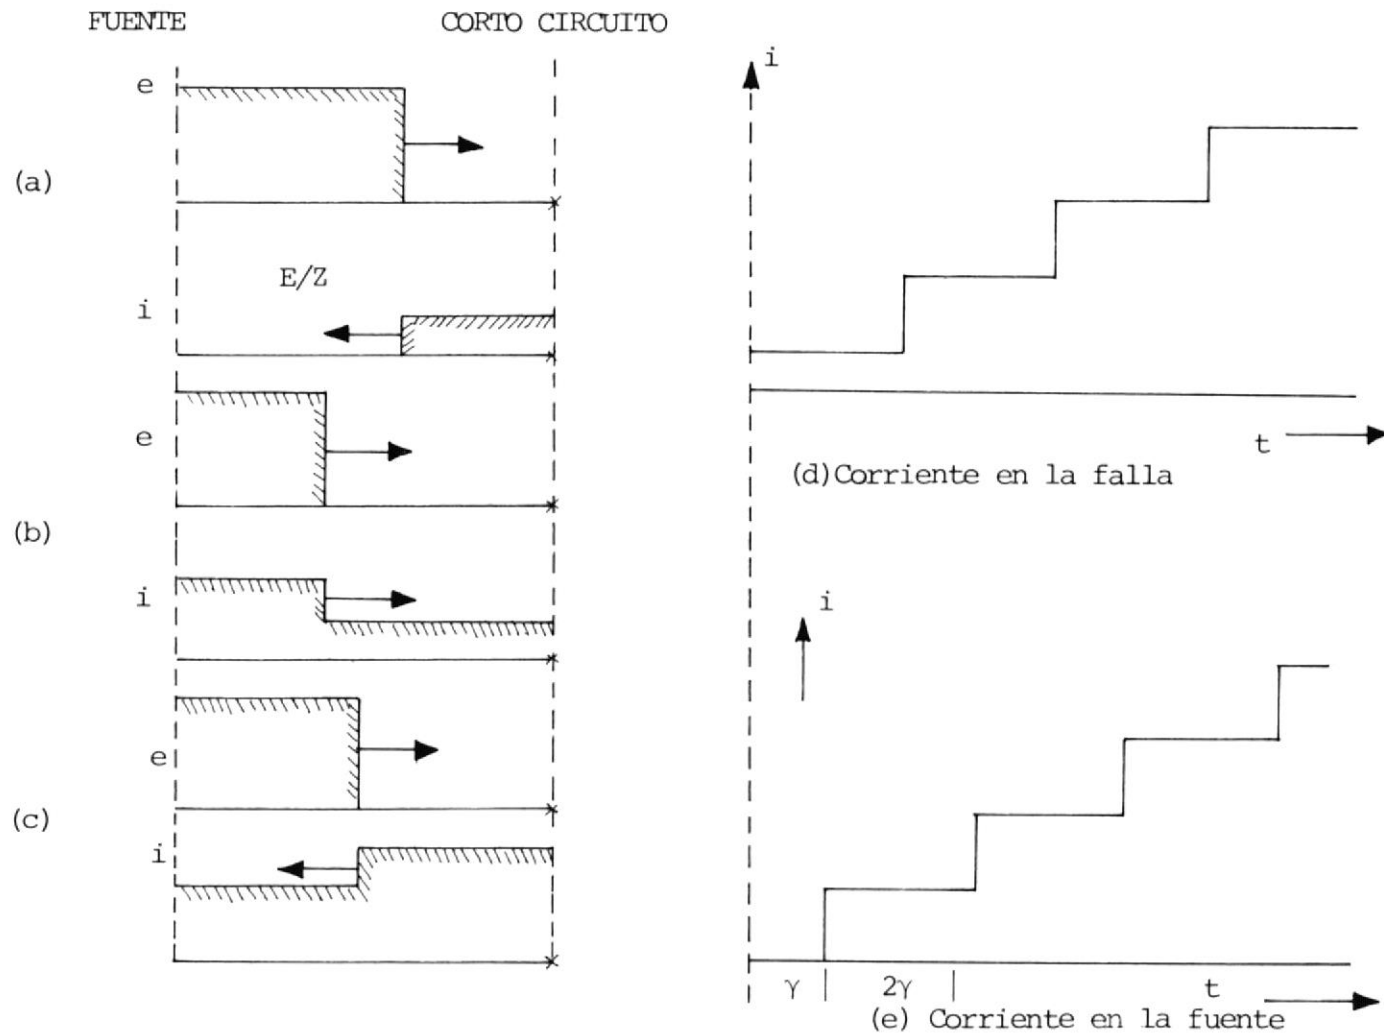 FUENTE CORTO CIRCUITO
e
(a)
E/Z
i
e
(b)
i
e
(c)
i
i
t
(d)Corriente en la falla
i
γ 2γ t
(e) Corriente en la fuente